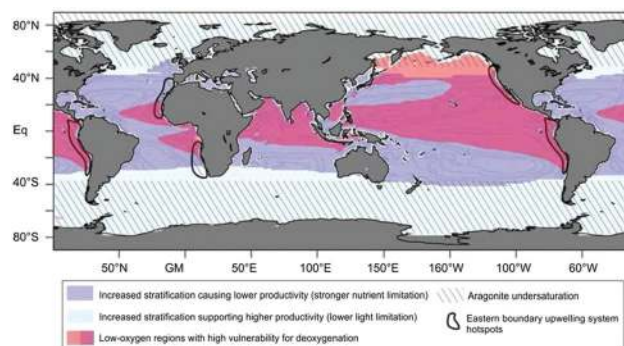 80°N
40°N
Eq
40°S
80°S
50°N GM 50°E 100°E 150°E 160°W 100°W 60°W
Increased stratification causing lower productivity (stronger nutrient limitation)
Increased stratification supporting higher productivity (lower light limitation)
Low-oxygen regions with high vulnerability for deoxygenation
Aragonite undersaturation
Eastern boundary upwelling system
hotspots